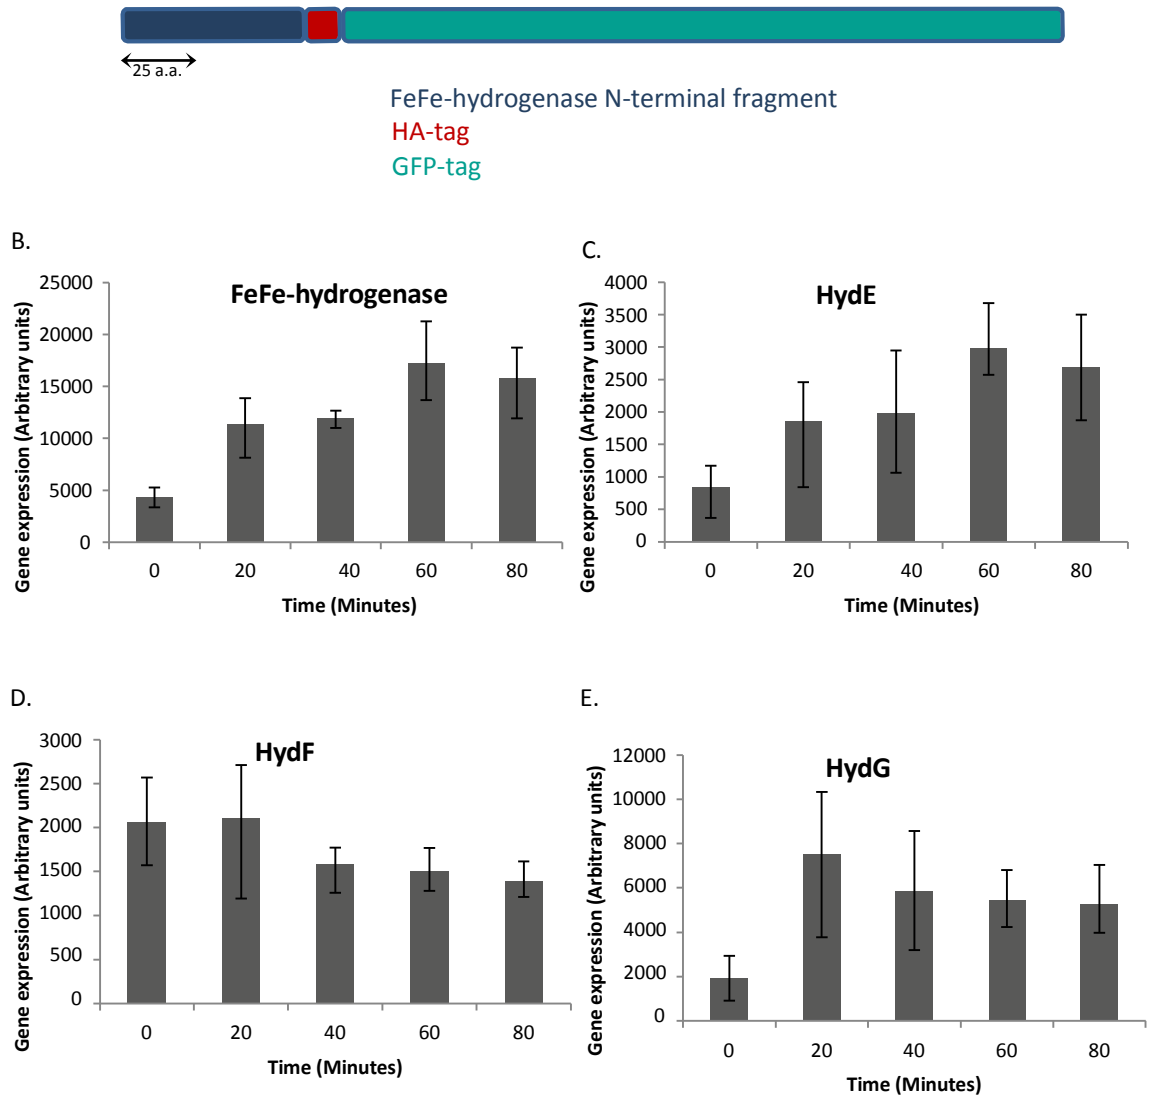 25 a.a.
FeFe-hydrogenase N-terminal fragment
HA-tag
GFP-tag
B.
FeFe-hydrogenase
Gene expression (Arbitrary units)
25000
20000
15000
10000
5000
0
0 20 40 60 80
Time (Minutes)
C.
HydE
Gene expression (Arbitrary units)
4000
3500
3000
2500
2000
1500
1000
500
0
0 20 40 60 80
Time (Minutes)
D.
HydF
Gene expression (Arbitrary units)
3000
2500
2000
1500
1000
500
0
0 20 40 60 80
Time (Minutes)
E.
HydG
Gene expression (Arbitrary units)
12000
10000
8000
6000
4000
2000
0
0 20 40 60 80
Time (Minutes)